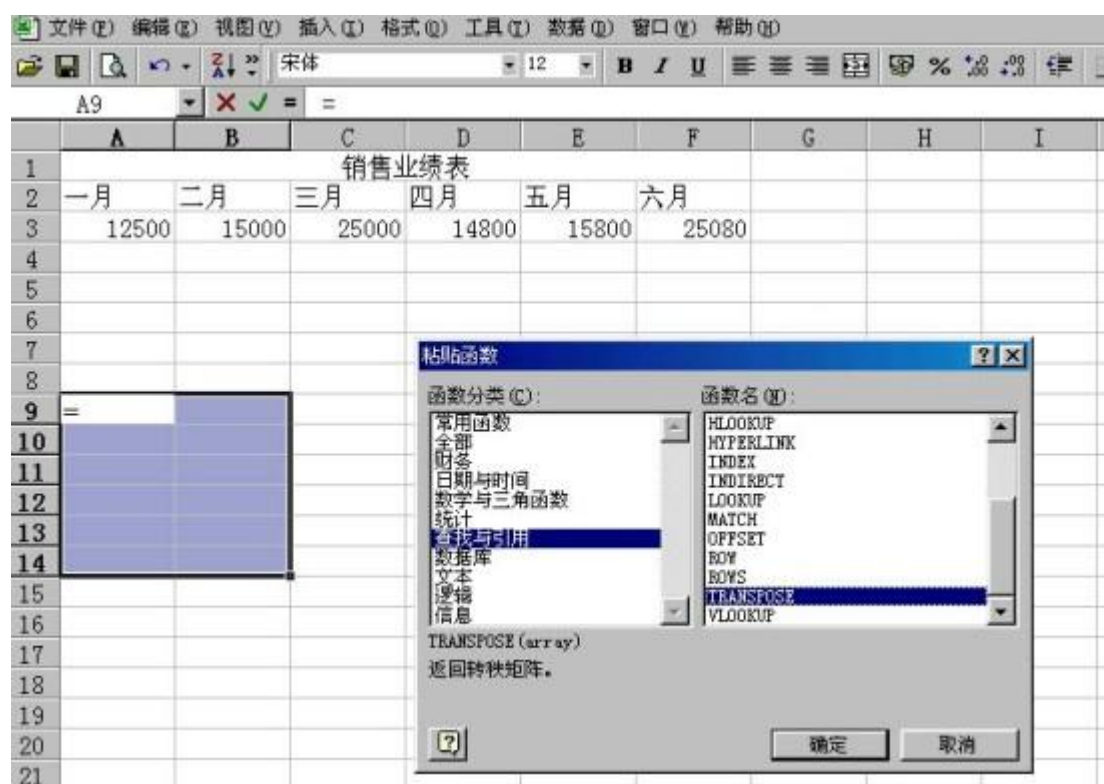 文件(F) 编辑(E) 视图(V) 插入(I) 格式(O) 工具(T) 数据(D) 窗口(W) 帮助(H)
宋体 12 B I U %
A9 = =
A B C D E F G H I
1 销售业绩表
2 一月 二月 三月 四月 五月 六月
3 12500 15000 25000 14800 15800 25080
4
5
6
7
8
9 =
10
11
12
13
14
15
16
17
18
19
20
21
粘贴函数
函数分类(C): 函数名(N):
常用函数 HLOOKUP
全部 HYPERLINK
财务 INDEX
日期与时间 INDIRECT
数学与三角函数 LOOKUP
统计 MATCH
查找与引用 OFFSET
数据库 ROW
文本 ROWS
逻辑 TRANSPOSE
信息 VLOOKUP
TRANSPOSE(array)
返回转秩矩阵。
确定 取消